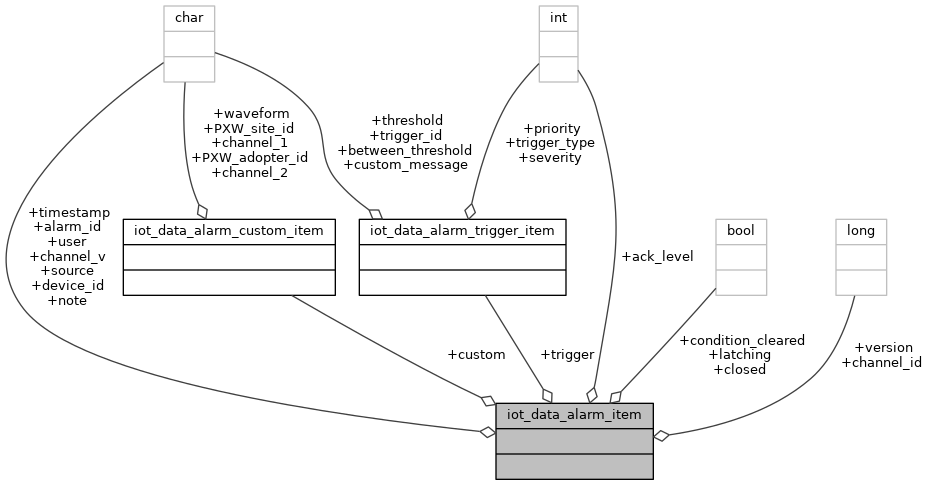 char
int
+waveform
+PXW_site_id
+channel_1
+PXW_adopter_id
+channel_2
+threshold
+trigger_id
+between_threshold
+custom_message
+priority
+trigger_type
+severity
+timestamp
+alarm_id
+user
+channel_v
+source
+device_id
+note
iot_data_alarm_custom_item
iot_data_alarm_trigger_item
bool
long
+ack_level
+custom
+trigger
+condition_cleared
+latching
+closed
+version
+channel_id
iot_data_alarm_item